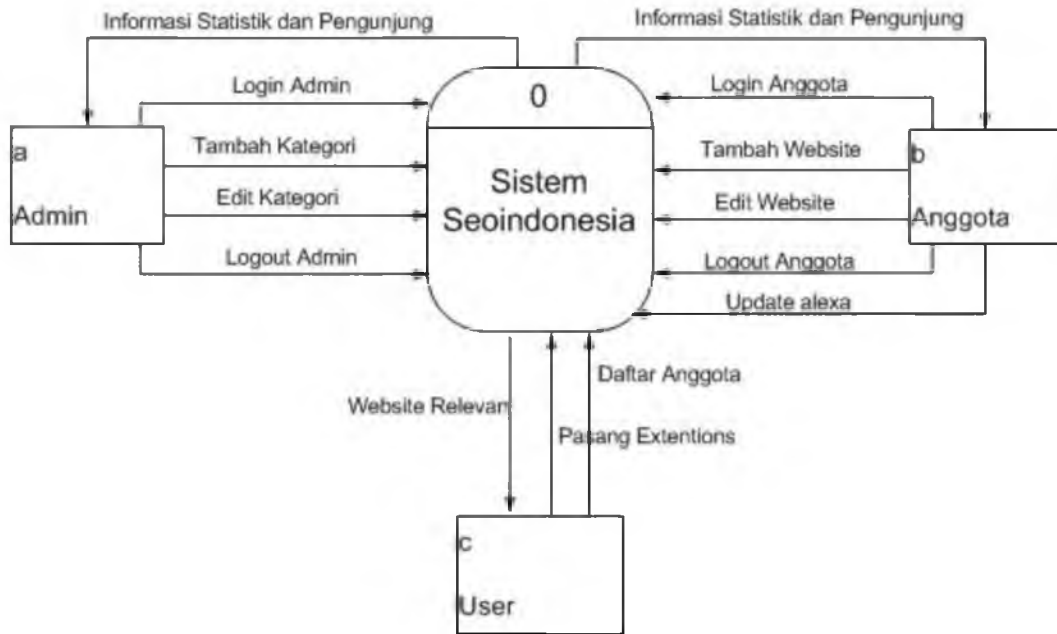 Informasi Statistik dan Pengunjung
Informasi Statistik dan Pengunjung
Login Admin
0
Login Anggota
a
Admin
Tambah Kategori
Edit Kategori
Logout Admin
Sistem
Seoindonesia
Tambah Website
Edit Website
Logout Anggota
Update alexa
b
Anggota
Website Relevan
Daftar Anggota
Pasang Extentions
c
User